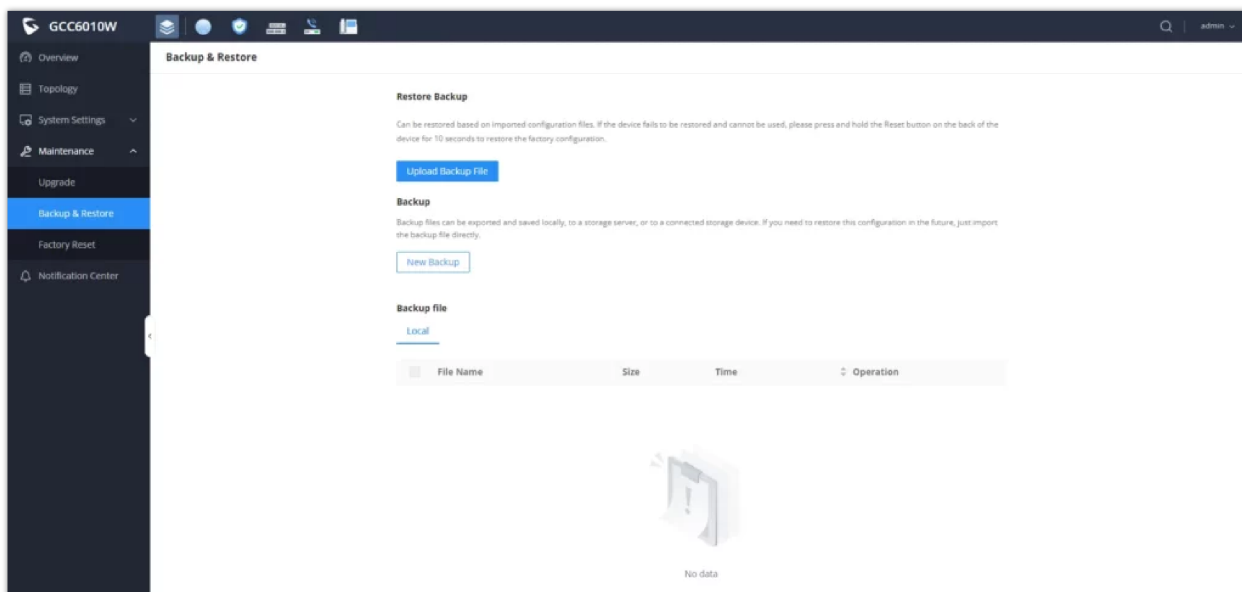 GCC6010W
admin
Overview
Topology
System Settings
Maintenance
Upgrade
Backup & Restore
Factory Reset
Notification Center
Backup & Restore
Restore Backup
Can be restored based on imported configuration files. If the device fails to be restored and cannot be used, please press and hold the Reset button on the back of the
device for 10 seconds to restore the factory configuration.
Upload Backup File
Backup
Backup files can be exported and saved locally, to a storage server, or to a connected storage device. If you need to restore this configuration in the future, just import
the backup file directly.
New Backup
Backup file
Local
File Name Size Time Operation
No data